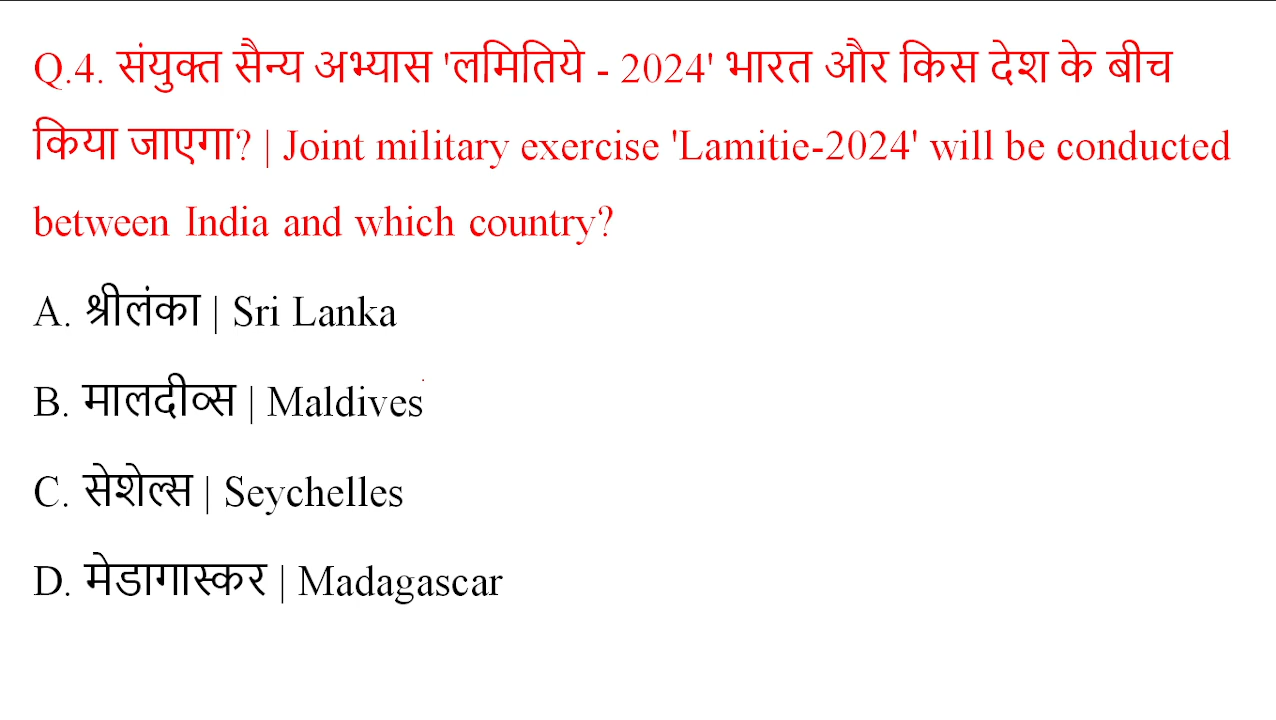 Q.4. संयुक्त सैन्य अभ्यास 'लमितिये - 2024' भारत और किस देश के बीच
किया जाएगा? | Joint military exercise 'Lamitie-2024' will be conducted
between India and which country?
A. श्रीलंका | Sri Lanka
B. मालदीव्स | Maldives
C. सेशेल्स | Seychelles
D. मेडागास्कर | Madagascar